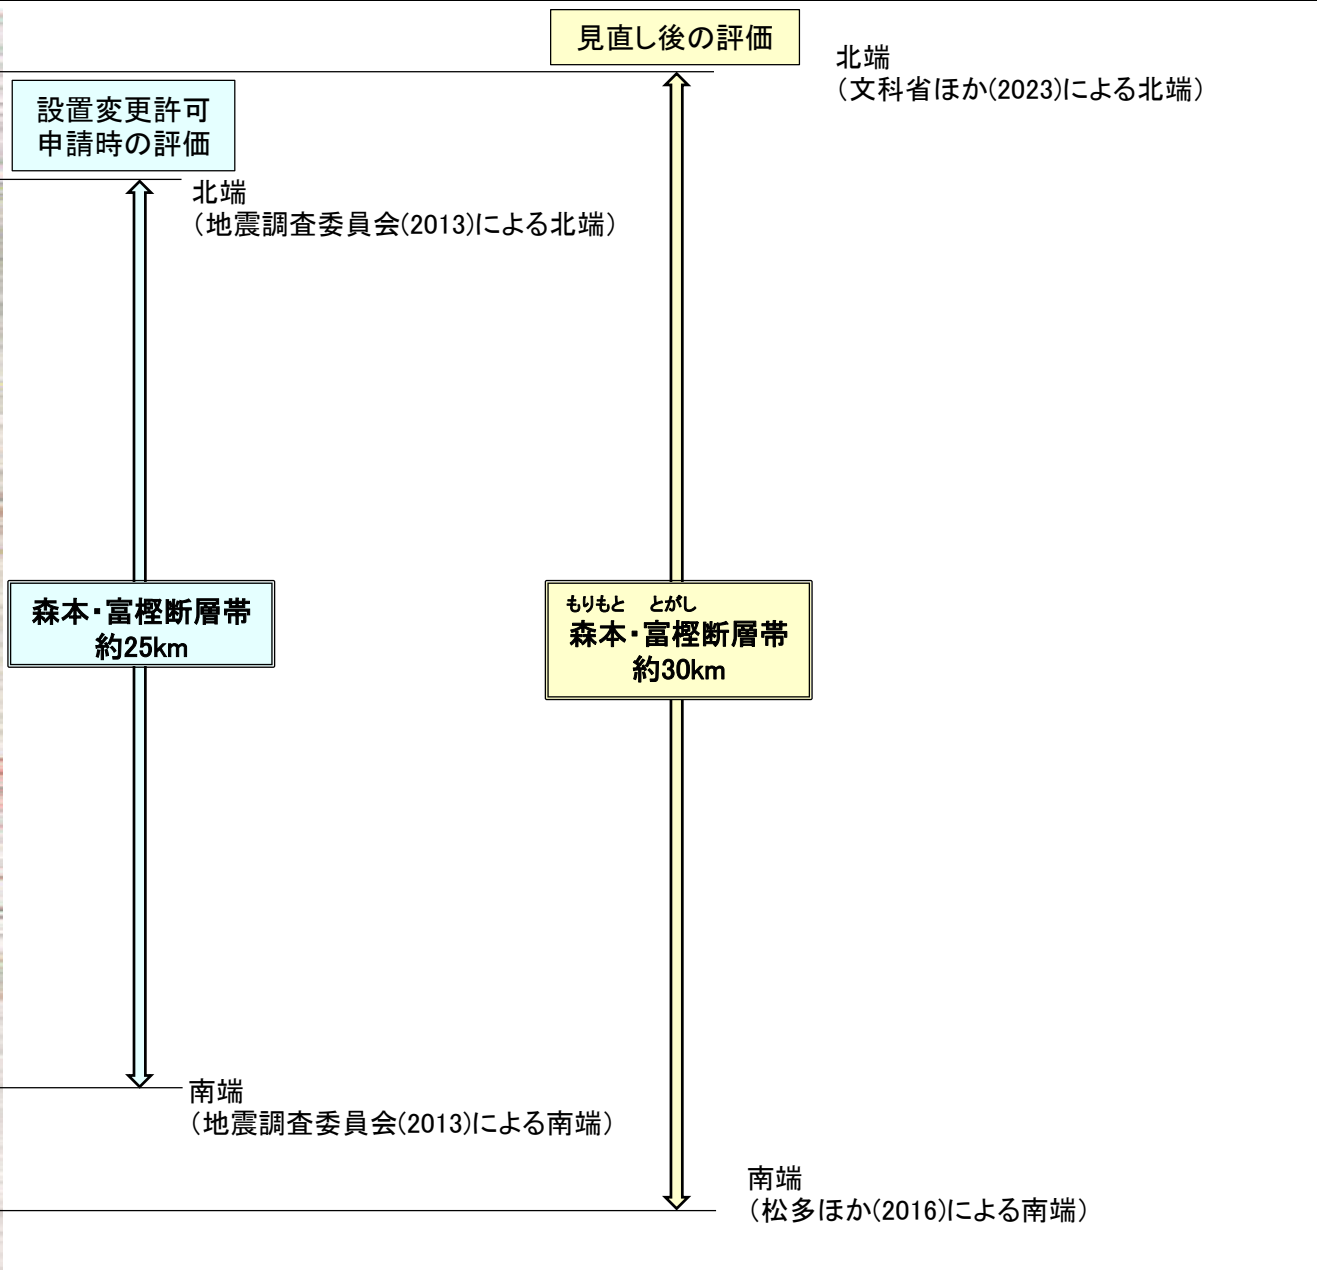 見直し後の評価
北端
（文科省ほか(2023)による北端）
設置変更許可
申請時の評価
北端
（地震調査委員会(2013)による北端）
森本・富樫断層帯
約25km
もりもと とがし
森本・富樫断層帯
約30km
南端
（地震調査委員会(2013)による南端）
南端
（松多ほか(2016)による南端）